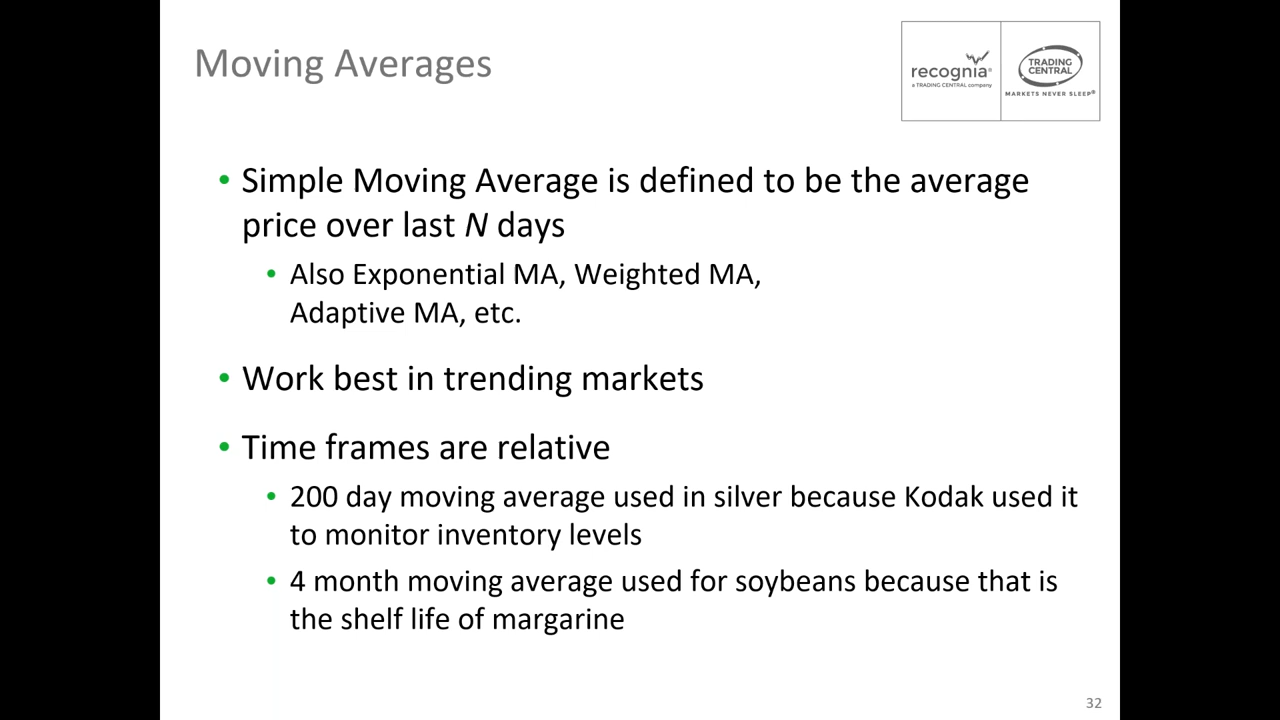 Moving Averages
recognia®
a TRADING CENTRAL company
TRADING
CENTRAL
MARKETS NEVER SLEEP®
• Simple Moving Average is defined to be the average
price over last N days
• Also Exponential MA, Weighted MA,
Adaptive MA, etc.
• Work best in trending markets
• Time frames are relative
• 200 day moving average used in silver because Kodak used it
to monitor inventory levels
• 4 month moving average used for soybeans because that is
the shelf life of margarine
32